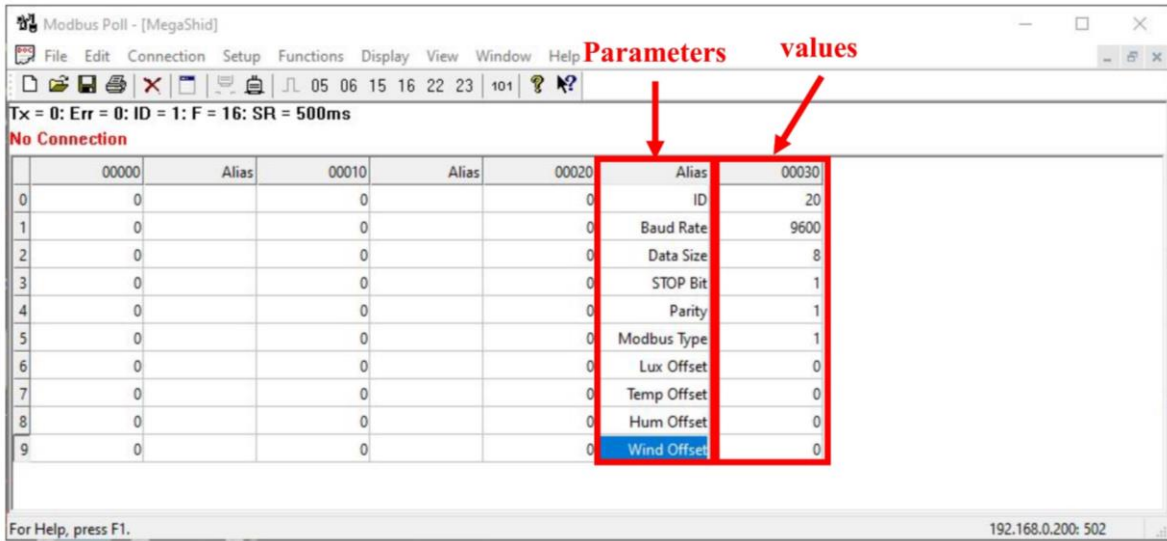 Modbus Poll - [MegaShid]
File Edit Connection Setup Functions Display View Window Help
Parameters values
05 06 15 16 22 23 101
Tx = 0: Err = 0: ID = 1: F = 16: SR = 500ms
No Connection
00000 Alias 00010 Alias 00020 Alias 00030
0 0 0 0 ID 20
1 0 0 0 Baud Rate 9600
2 0 0 0 Data Size 8
3 0 0 0 STOP Bit 1
4 0 0 0 Parity 1
5 0 0 0 Modbus Type 1
6 0 0 0 Lux Offset 0
7 0 0 0 Temp Offset 0
8 0 0 0 Hum Offset 0
9 0 0 0 Wind Offset 0
For Help, press F1. 192.168.0.200: 502